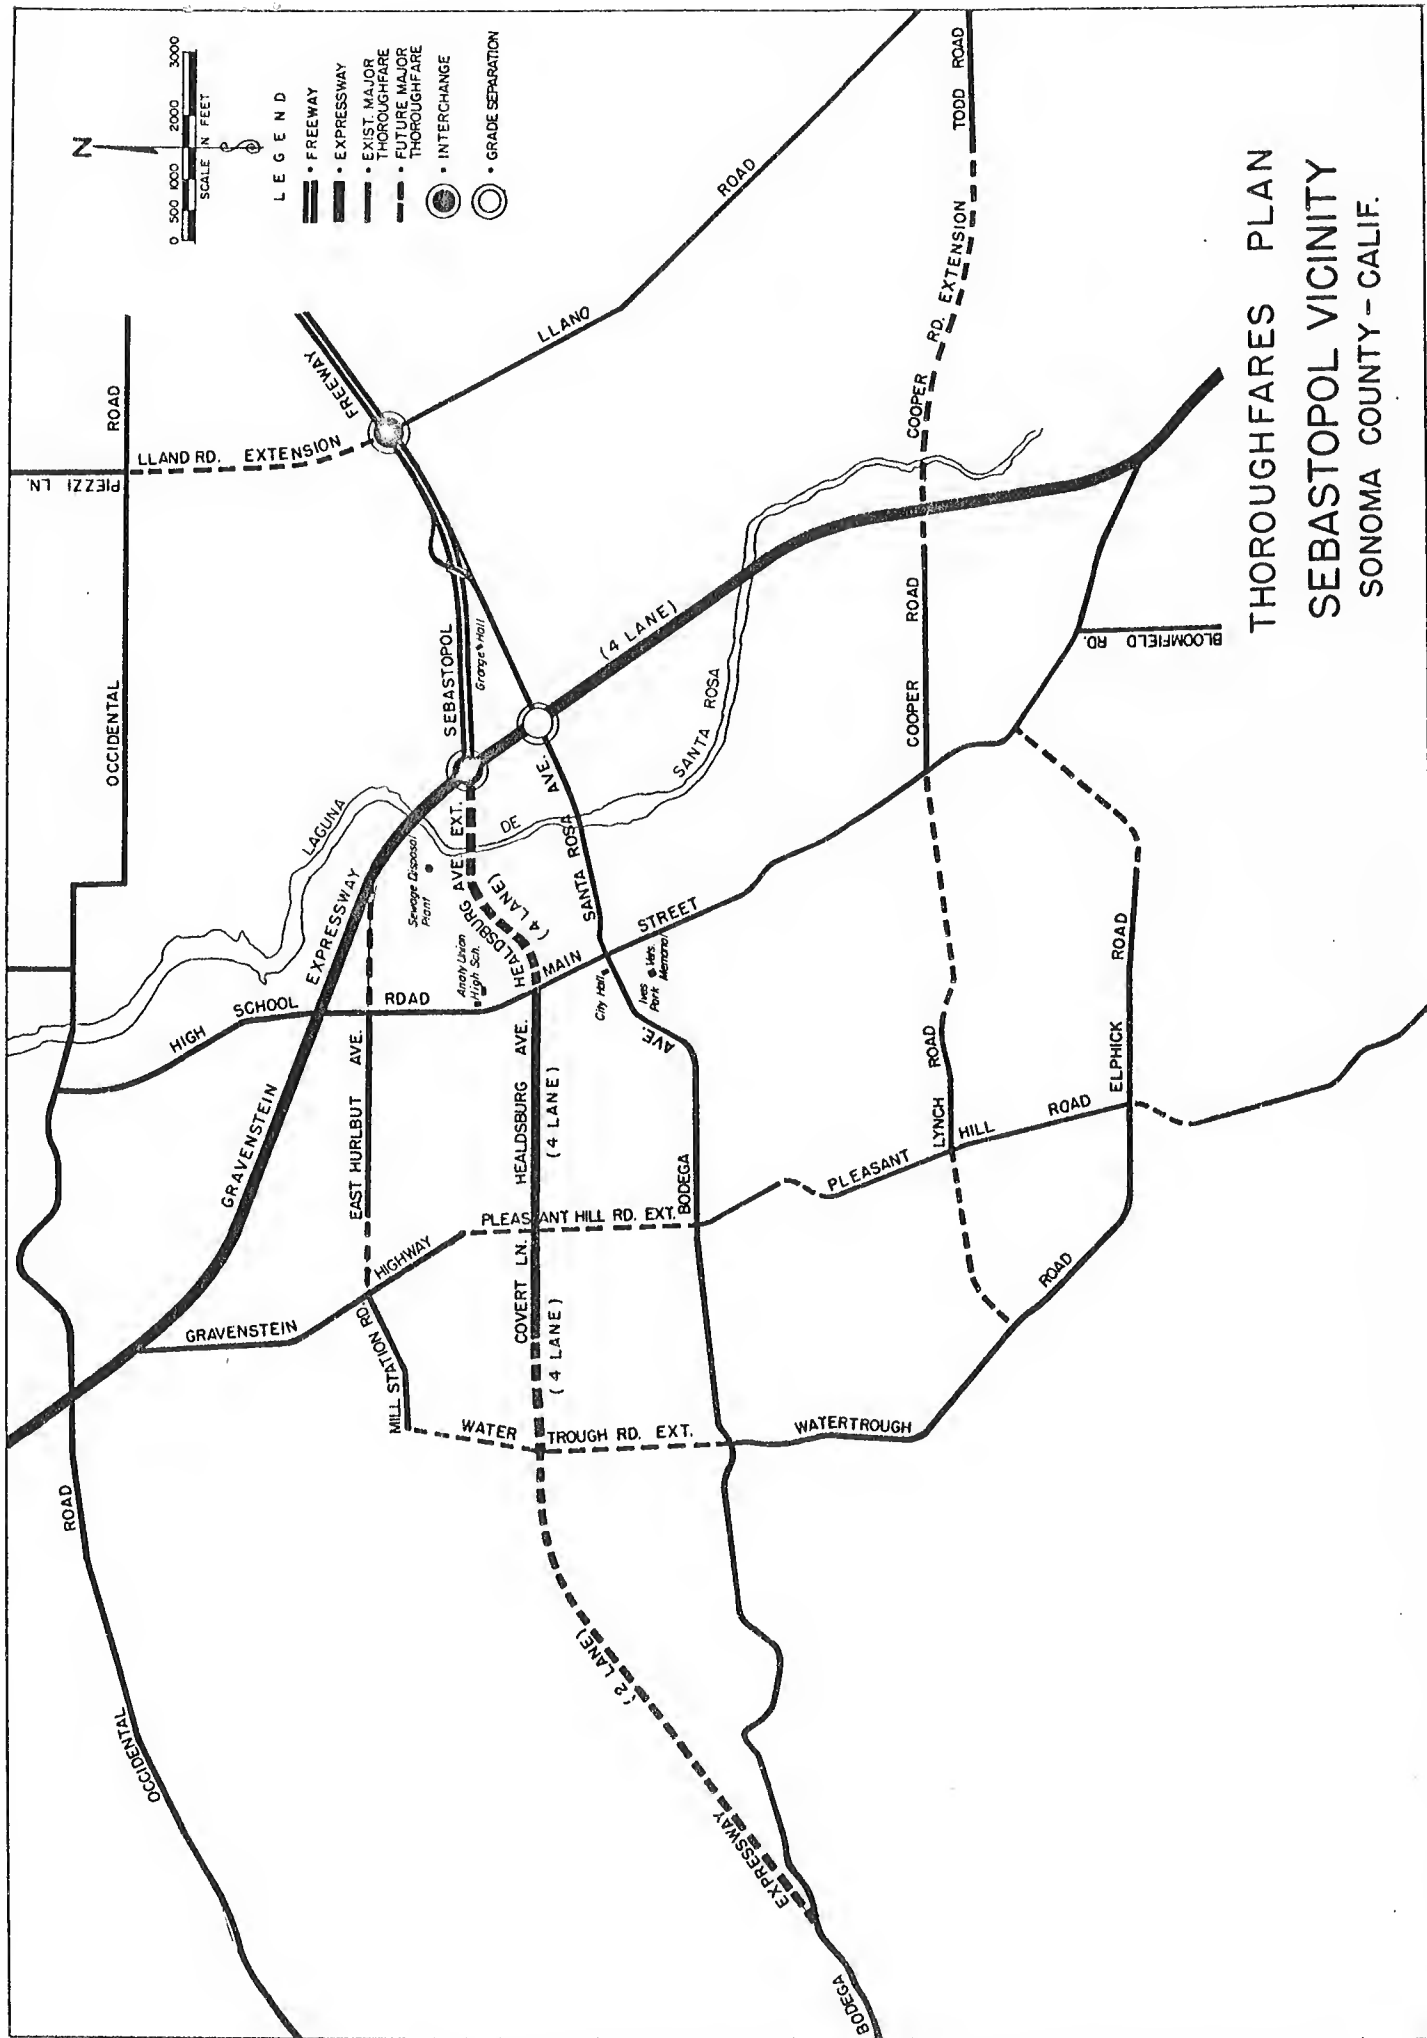 THOROUGHFARES PLAN
SEBASTOPOL VICINITY
SONOMA COUNTY - CALIF.
N
0 500 1000 2000 3000
SCALE IN FEET
LEGEND
• FREEWAY
• EXPRESSWAY
• EXIST. MAJOR
THOROUGHFARE
• FUTURE MAJOR
THOROUGHFARE
• INTERCHANGE
• GRADE SEPARATION
OCCIDENTAL
ROAD
OCCIDENTAL
ROAD
PIEZZI LN.
LLAND RD. EXTENSION
FREEWAY
SEBASTOPOL
LLANO
ROAD
TODD ROAD
COOPER RD. EXTENSION
COOPER ROAD
BLOOMFIELD RD.
(4 LANE)
LAGUNA
DE
SANTA ROSA
GRAVENSTEIN
EXPRESSWAY
HIGH
SCHOOL
ROAD
EAST HURLBUT AVE.
Sewage Disposal
Plant
Analy Union
High Sch.
Grange Hall
HEALDSBURG AVE. EXT.
(4 LANE)
SANTA ROSA AVE.
MAIN
STREET
City Hall
Ives
Park
Vets.
Memorial
COVERT LN.
HEALDSBURG AVE.
(4 LANE)
(4 LANE)
GRAVENSTEIN
HIGHWAY
MILL STATION RD.
PLEASANT HILL RD. EXT.
BODEGA
AVE.
WATER TROUGH RD. EXT.
WATERTROUGH
ROAD
PLEASANT
HILL
ROAD
LYNCH ROAD
ELPHICK ROAD
(2 LANE)
EXPRESSWAY
BODEGA
COOPER